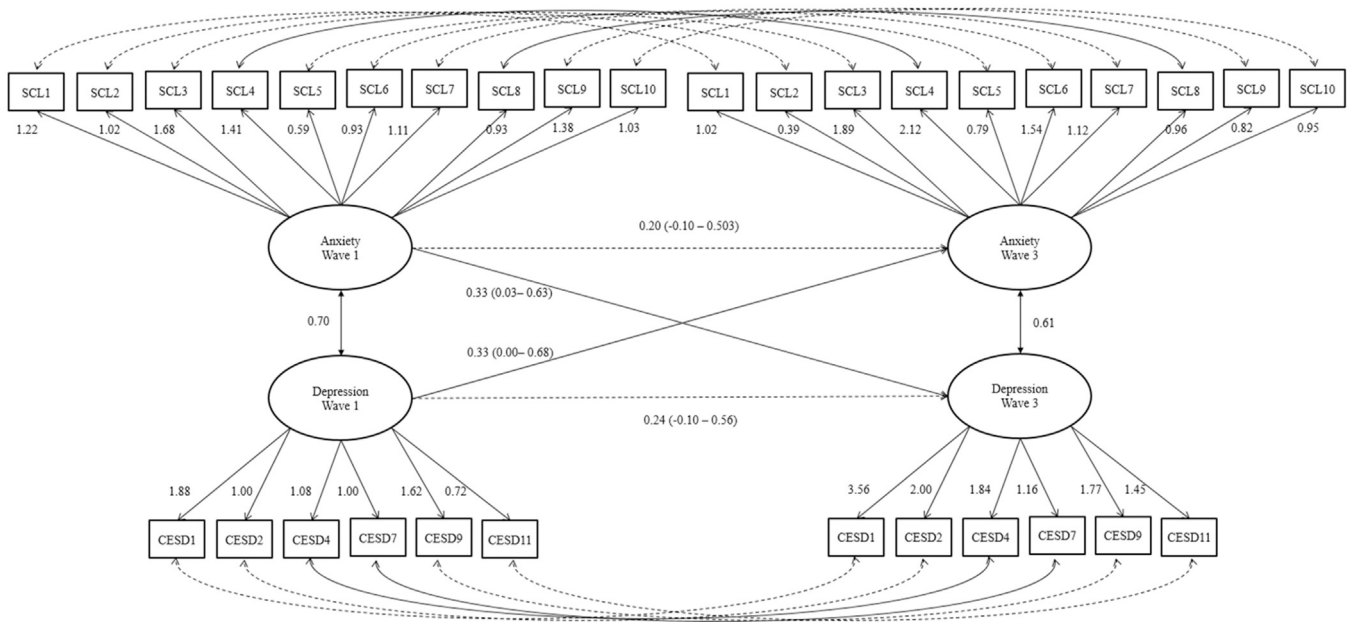 SCL1 SCL2 SCL3 SCL4 SCL5 SCL6 SCL7 SCL8 SCL9 SCL10 SCL1 SCL2 SCL3 SCL4 SCL5 SCL6 SCL7 SCL8 SCL9 SCL10
1.22 1.02 1.68 1.41 0.59 0.93 1.11 0.93 1.38 1.03 1.02 0.39 1.89 2.12 0.79 1.54 1.12 0.96 0.82 0.95
0.20 (-0.10 – 0.503)
Anxiety
Wave 1
Anxiety
Wave 3
0.33 (0.03– 0.63)
0.70
0.61
0.33 (0.00– 0.68)
Depression
Wave 1
Depression
Wave 3
0.24 (-0.10 – 0.56)
1.88 1.00 1.08 1.00 1.62 0.72 3.56 2.00 1.84 1.16 1.77 1.45
CESD1 CESD2 CESD4 CESD7 CESD9 CESD11 CESD1 CESD2 CESD4 CESD7 CESD9 CESD11